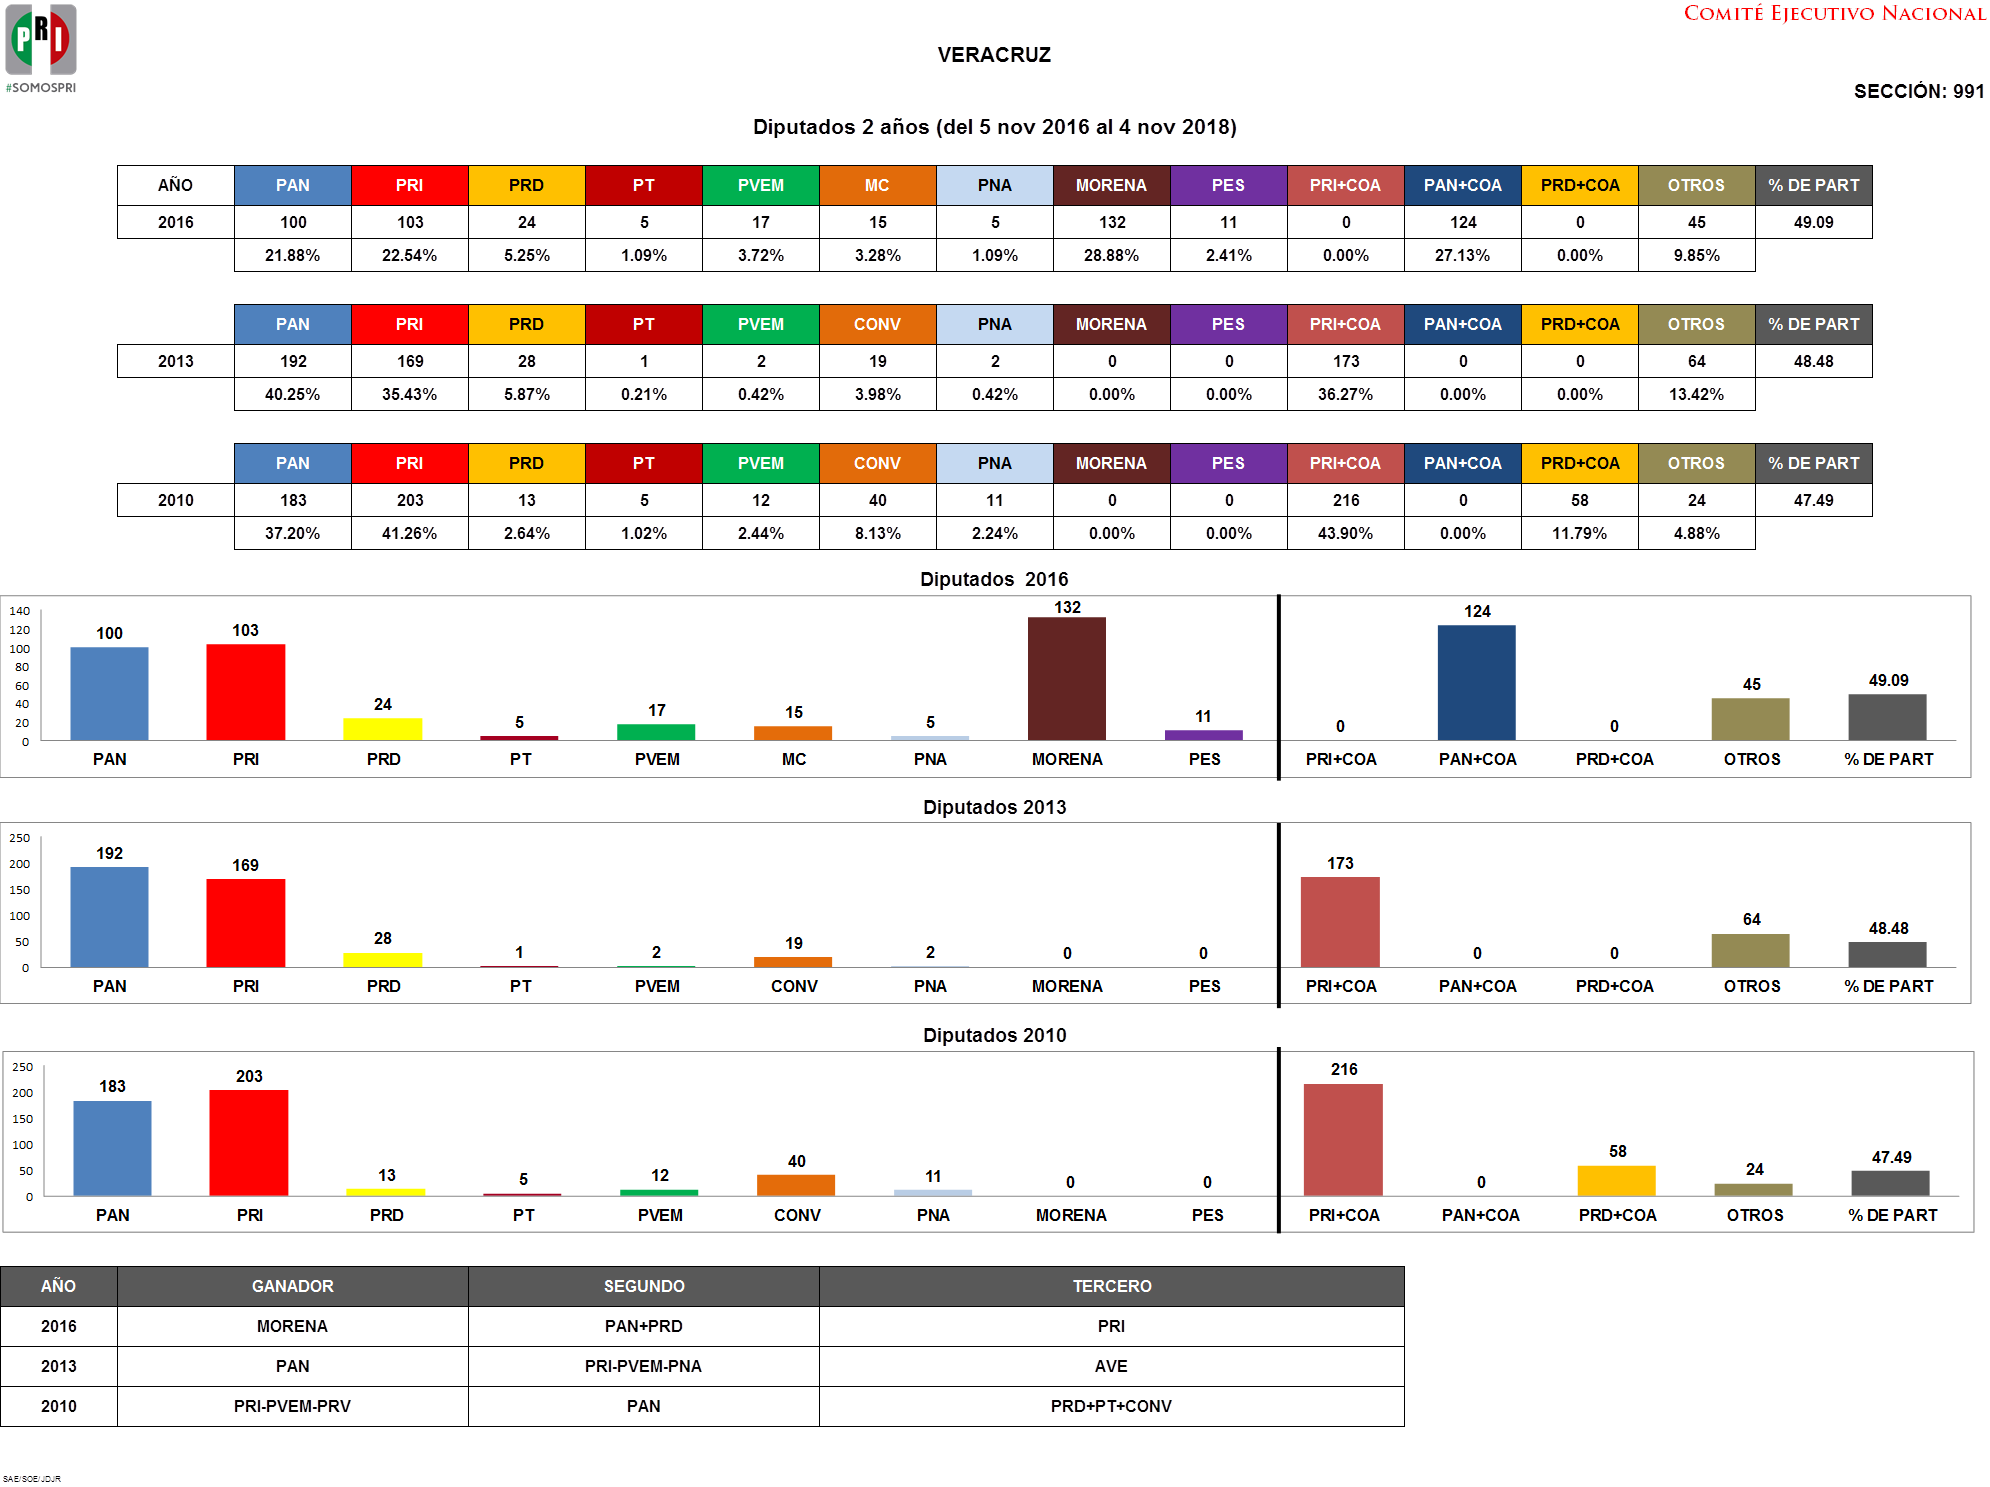 PRI
#SOMOSPRI
COMITÉ EJECUTIVO NACIONAL
VERACRUZ
SECCIÓN: 991
Diputados 2 años (del 5 nov 2016 al 4 nov 2018)
AÑO PAN PRI PRD PT PVEM MC PNA MORENA PES PRI+COA PAN+COA PRD+COA OTROS % DE PART
2016 100 103 24 5 17 15 5 132 11 0 124 0 45 49.09
21.88% 22.54% 5.25% 1.09% 3.72% 3.28% 1.09% 28.88% 2.41% 0.00% 27.13% 0.00% 9.85%
PAN PRI PRD PT PVEM CONV PNA MORENA PES PRI+COA PAN+COA PRD+COA OTROS % DE PART
2013 192 169 28 1 2 19 2 0 0 173 0 0 64 48.48
40.25% 35.43% 5.87% 0.21% 0.42% 3.98% 0.42% 0.00% 0.00% 36.27% 0.00% 0.00% 13.42%
PAN PRI PRD PT PVEM CONV PNA MORENA PES PRI+COA PAN+COA PRD+COA OTROS % DE PART
2010 183 203 13 5 12 40 11 0 0 216 0 58 24 47.49
37.20% 41.26% 2.64% 1.02% 2.44% 8.13% 2.24% 0.00% 0.00% 43.90% 0.00% 11.79% 4.88%
Diputados 2016
140
120
100
80
60
40
20
0
100 103 24 5 17 15 5 132 11 0 124 0 45 49.09
PAN PRI PRD PT PVEM MC PNA MORENA PES PRI+COA PAN+COA PRD+COA OTROS % DE PART
Diputados 2013
250
200
150
100
50
0
192 169 28 1 2 19 2 0 0 173 0 0 64 48.48
PAN PRI PRD PT PVEM CONV PNA MORENA PES PRI+COA PAN+COA PRD+COA OTROS % DE PART
Diputados 2010
250
200
150
100
50
0
183 203 13 5 12 40 11 0 0 216 0 58 24 47.49
PAN PRI PRD PT PVEM CONV PNA MORENA PES PRI+COA PAN+COA PRD+COA OTROS % DE PART
AÑO GANADOR SEGUNDO TERCERO
2016 MORENA PAN+PRD PRI
2013 PAN PRI-PVEM-PNA AVE
2010 PRI-PVEM-PRV PAN PRD+PT+CONV
SAE/SOE/JDJR